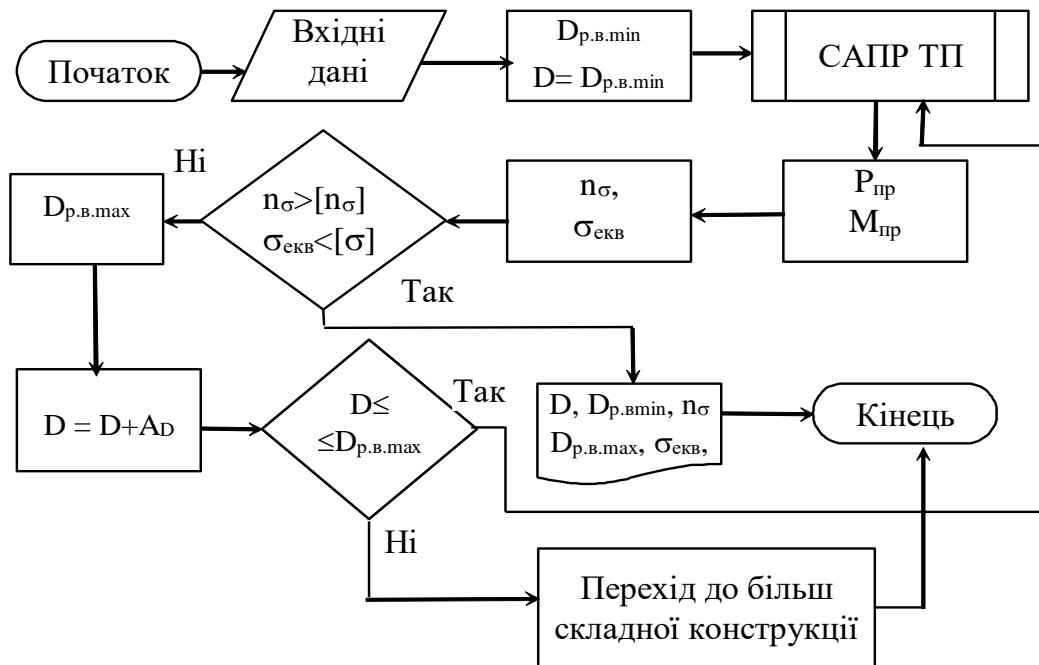 Початок
Вхідні
дані
Dр.в.min
D= Dр.в.min
САПР ТП
Pпр
Mпр
nσ,
σекв
Ні
nσ>[nσ]
σекв<[σ]
Так
Dр.в.max
D = D+AD
D≤
≤Dр.в.max
Так
Ні
D, Dр.вmin, nσ
Dр.в.max, σекв,
Кінець
Перехід до більш
складної конструкції